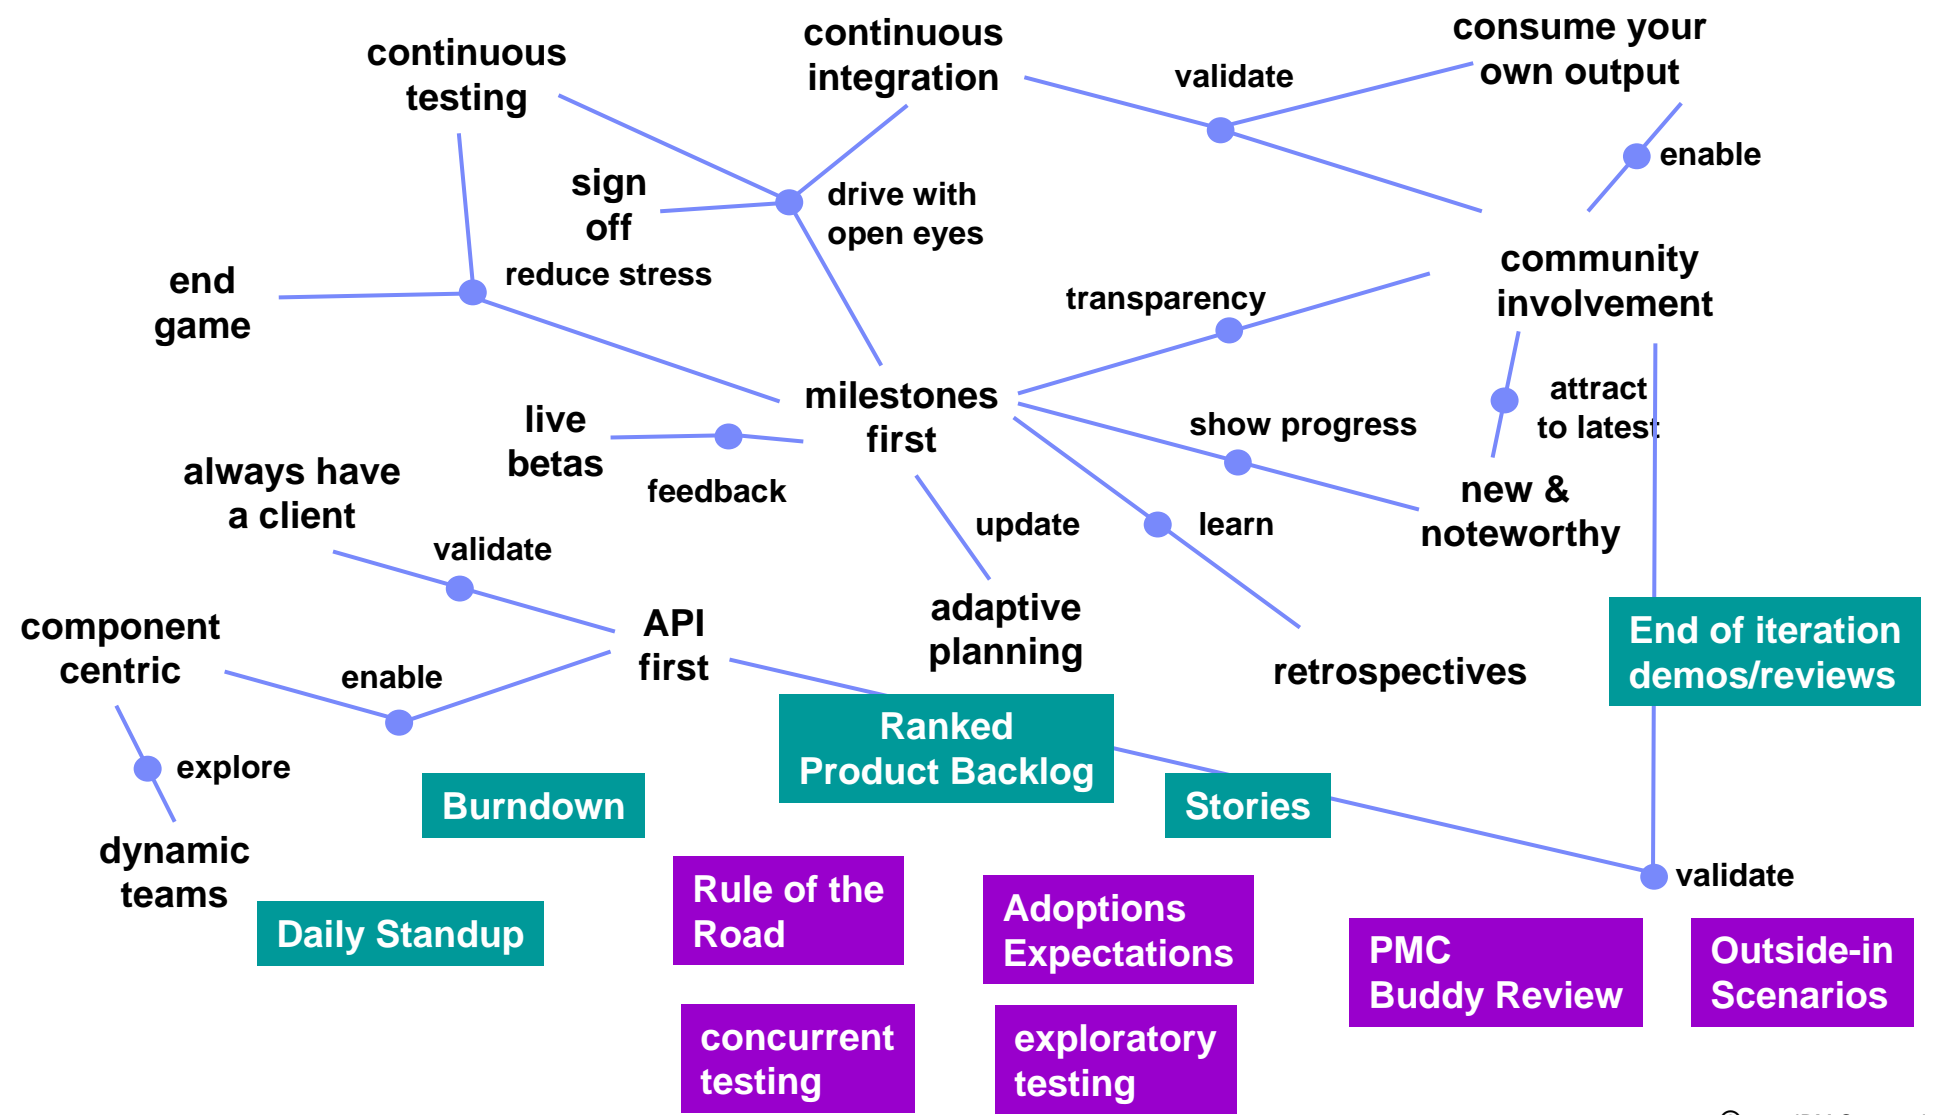 continuous
testing
continuous
integration
validate
consume your
own output
enable
sign
off
drive with
open eyes
reduce stress
end
game
community
involvement
transparency
milestones
first
attract
to latest
live
betas
feedback
show progress
always have
a client
new &
noteworthy
update
learn
validate
component
centric
API
first
adaptive
planning
retrospectives
End of iteration
demos/reviews
enable
Ranked
Product Backlog
explore
Burndown
Stories
dynamic
teams
validate
Daily Standup
Rule of the
Road
Adoptions
Expectations
PMC
Buddy Review
Outside-in
Scenarios
concurrent
testing
exploratory
testing